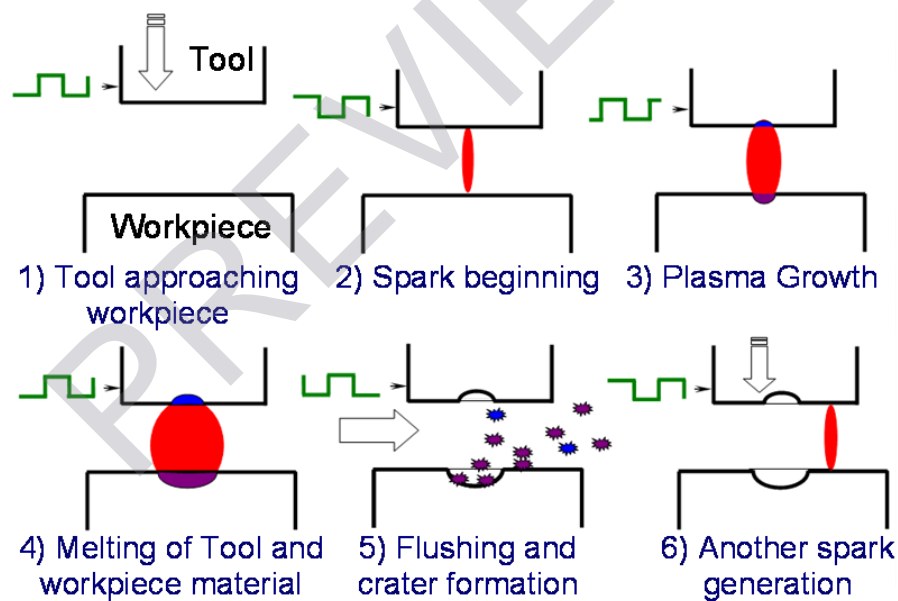 Tool
Workpiece
1) Tool approaching
workpiece
2) Spark beginning
3) Plasma Growth
4) Melting of Tool and
workpiece material
5) Flushing and
crater formation
6) Another spark
generation
PREVIE